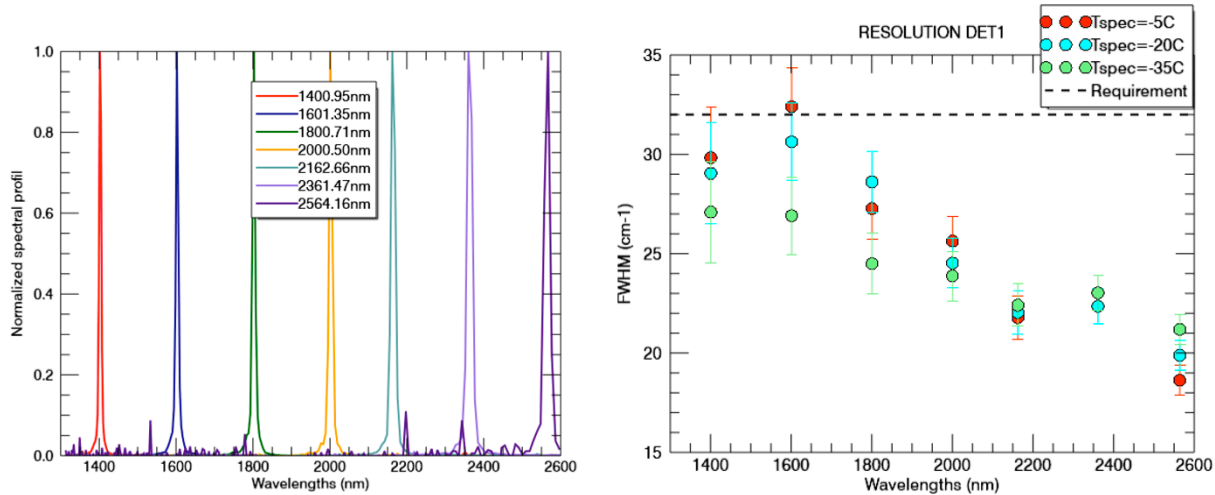 1.0
0.8
0.6
0.4
0.2
0.0
Normalized spectral profil
1400 1600 1800 2000 2200 2400 2600
Wavelengths (nm)
1400.95nm
1601.35nm
1800.71nm
2000.50nm
2162.66nm
2361.47nm
2564.16nm
RESOLUTION DET1
Tspec=-5C
Tspec=-20C
Tspec=-35C
Requirement
35
30
25
20
15
FWHM (cm-1)
1400 1600 1800 2000 2200 2400 2600
Wavelengths (nm)